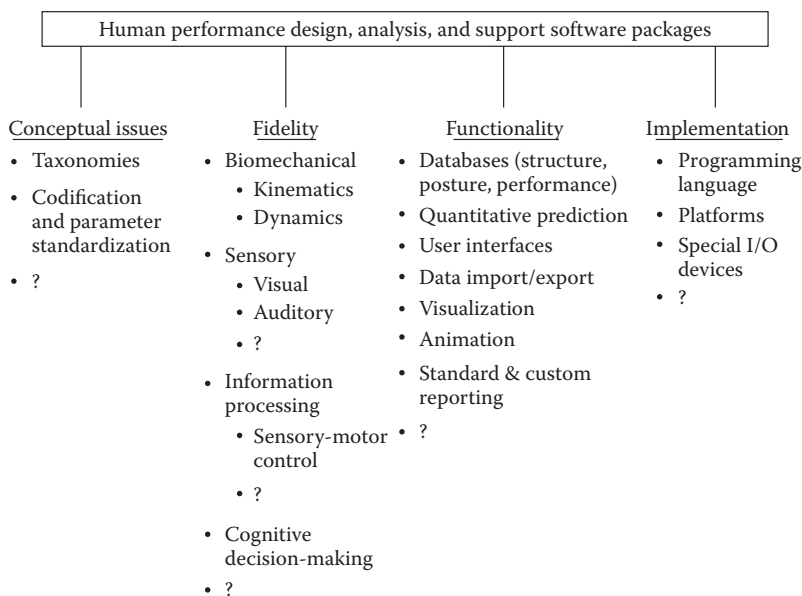 Human performance design, analysis, and support software packages
Conceptual issues
• Taxonomies
• Codification
and parameter
standardization
• ?
Fidelity
• Biomechanical
• Kinematics
• Dynamics
• Sensory
• Visual
• Auditory
• ?
• Information
processing
• Sensory-motor
control
• ?
• Cognitive
decision-making
• ?
Functionality
• Databases (structure,
posture, performance)
• Quantitative prediction
• User interfaces
• Data import/export
• Visualization
• Animation
• Standard & custom
reporting
• ?
Implementation
• Programming
language
• Platforms
• Special I/O
devices
• ?